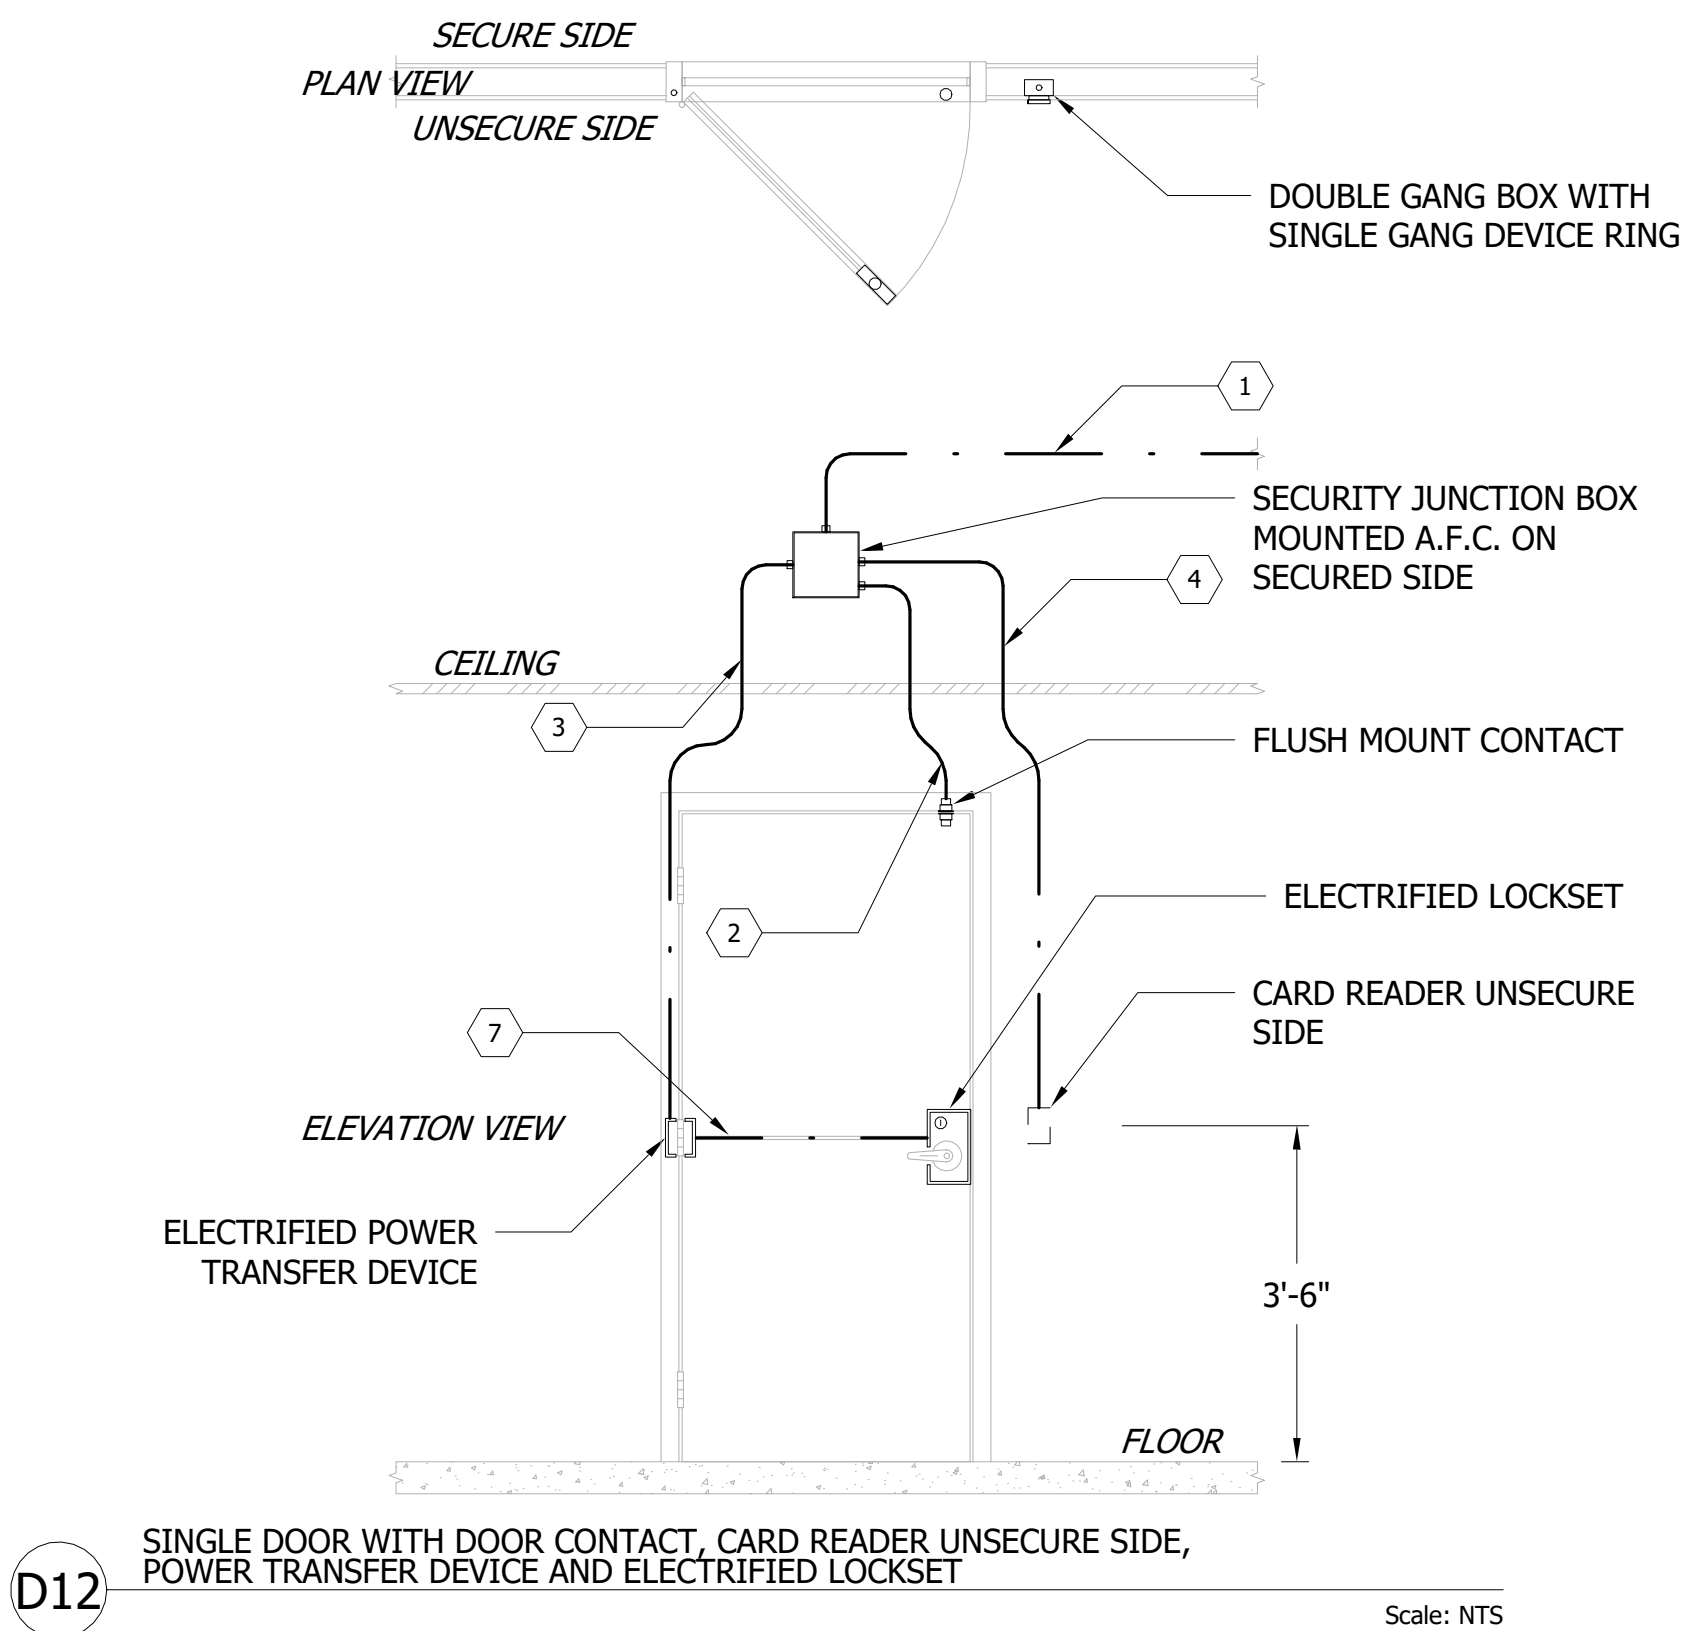 SECURE SIDE
PLAN VIEW
UNSECURE SIDE
DOUBLE GANG BOX WITH
SINGLE GANG DEVICE RING
1
SECURITY JUNCTION BOX
MOUNTED A.F.C. ON
SECURED SIDE
4
CEILING
3
FLUSH MOUNT CONTACT
2
ELECTRIFIED LOCKSET
CARD READER UNSECURE
SIDE
7
ELEVATION VIEW
ELECTRIFIED POWER
TRANSFER DEVICE
3'-6"
FLOOR
D12
SINGLE DOOR WITH DOOR CONTACT, CARD READER UNSECURE SIDE,
POWER TRANSFER DEVICE AND ELECTRIFIED LOCKSET
Scale: NTS